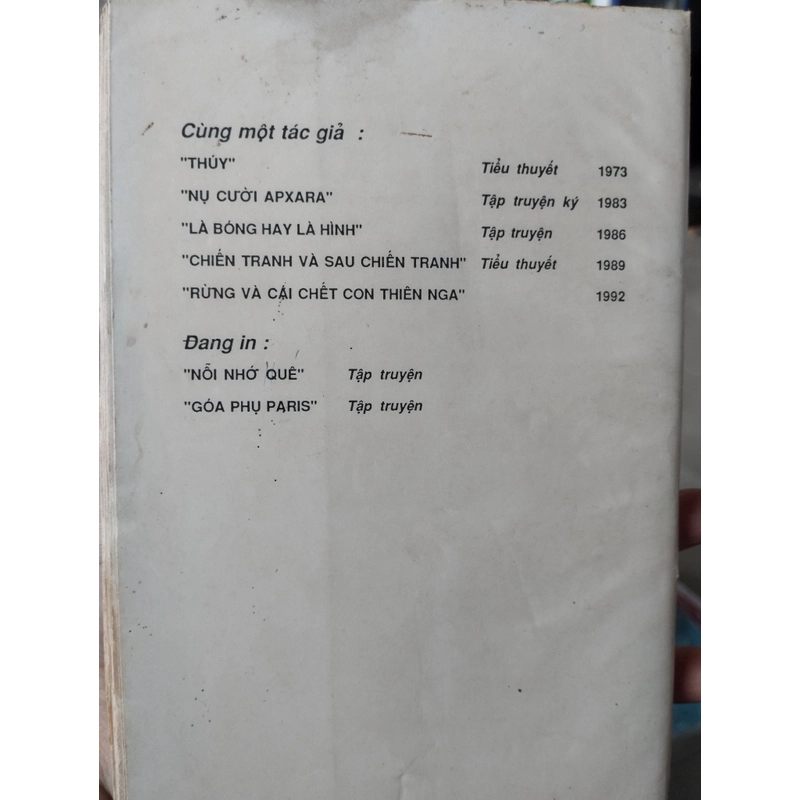 Cùng một tác giả :
"THỦY" Tiểu thuyết 1973
"NỤ CƯỜI APXARA" Tập truyện ký 1983
"LÀ BÓNG HAY LÀ HÌNH" Tập truyện 1986
"CHIẾN TRANH VÀ SAU CHIẾN TRANH" Tiểu thuyết 1989
"RỪNG VÀ CÁI CHẾT CON THIÊN NGA" 1992
Đang in :
"NỖI NHỚ QUÊ" Tập truyện
"GÓA PHỤ PARIS" Tập truyện